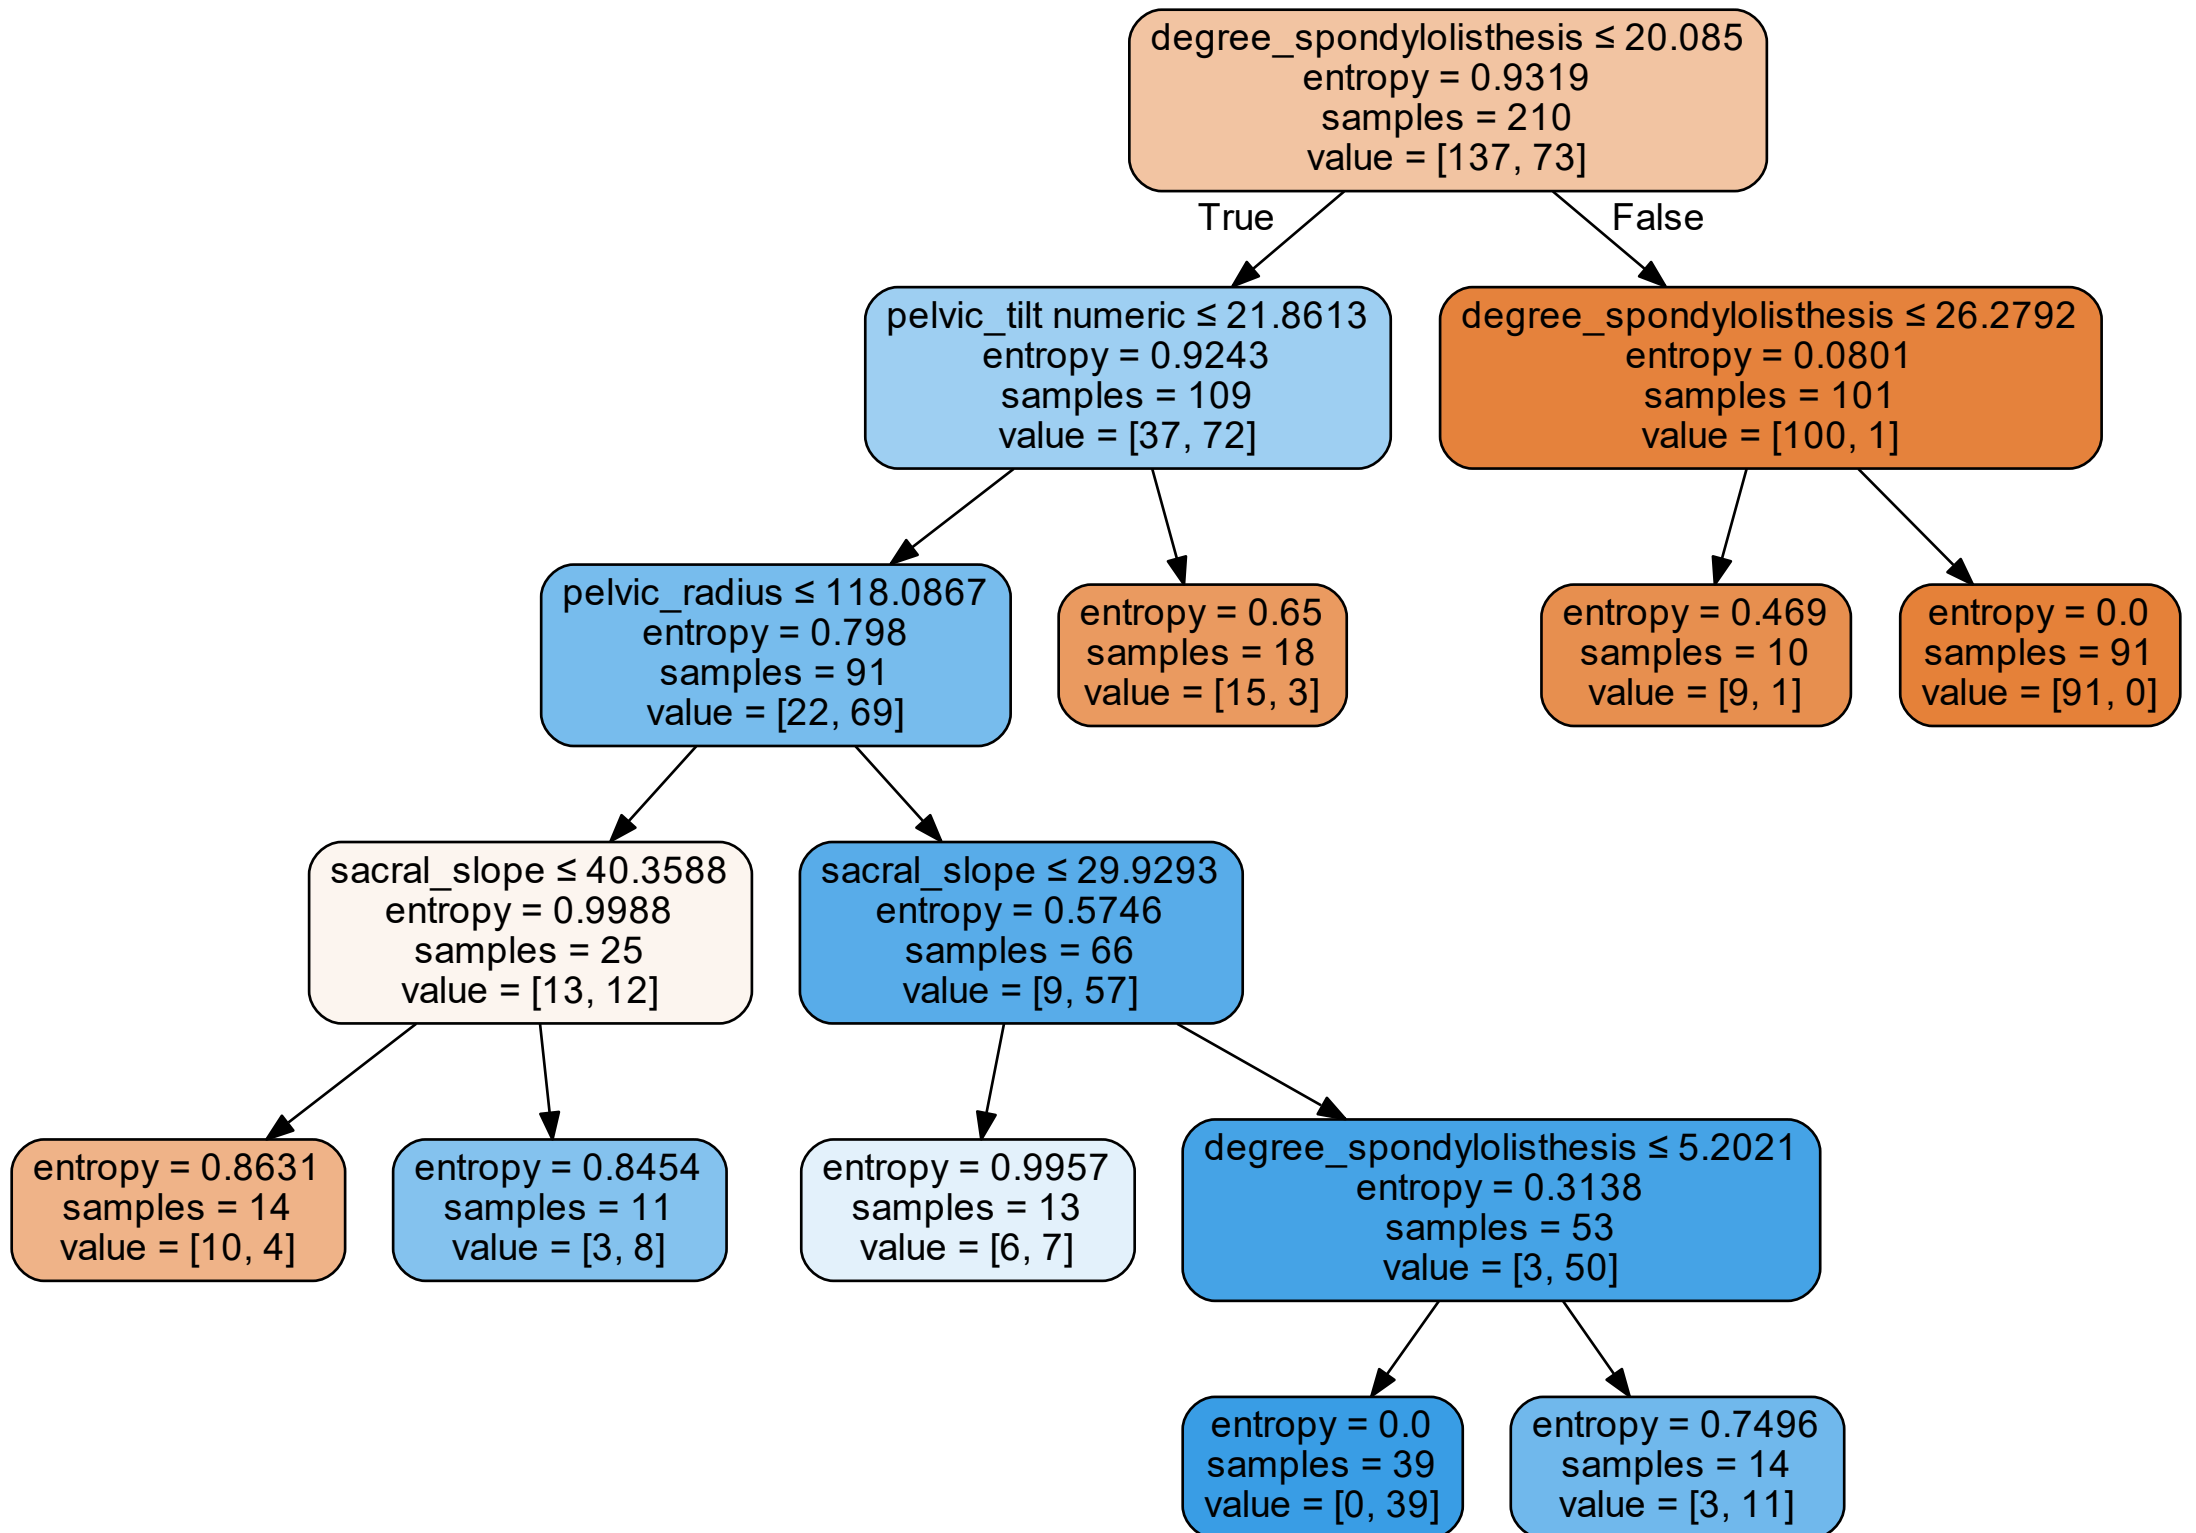 degree_spondylolisthesis ≤ 20.085
entropy = 0.9319
samples = 210
value = [137, 73]
True
False
pelvic_tilt numeric ≤ 21.8613
entropy = 0.9243
samples = 109
value = [37, 72]
degree_spondylolisthesis ≤ 26.2792
entropy = 0.0801
samples = 101
value = [100, 1]
pelvic_radius ≤ 118.0867
entropy = 0.798
samples = 91
value = [22, 69]
entropy = 0.65
samples = 18
value = [15, 3]
entropy = 0.469
samples = 10
value = [9, 1]
entropy = 0.0
samples = 91
value = [91, 0]
sacral_slope ≤ 40.3588
entropy = 0.9988
samples = 25
value = [13, 12]
sacral_slope ≤ 29.9293
entropy = 0.5746
samples = 66
value = [9, 57]
entropy = 0.8631
samples = 14
value = [10, 4]
entropy = 0.8454
samples = 11
value = [3, 8]
entropy = 0.9957
samples = 13
value = [6, 7]
degree_spondylolisthesis ≤ 5.2021
entropy = 0.3138
samples = 53
value = [3, 50]
entropy = 0.0
samples = 39
value = [0, 39]
entropy = 0.7496
samples = 14
value = [3, 11]